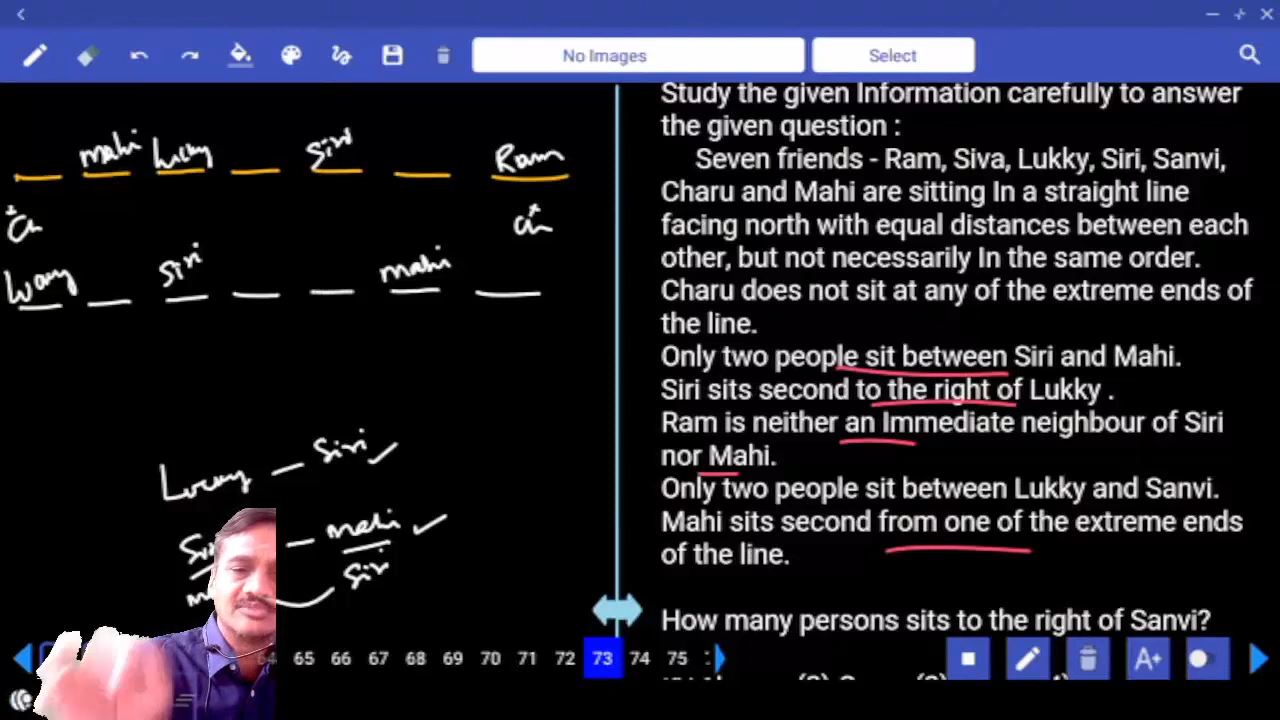 No Images
Select
mahi Lucky Siri Ram
Lucky Siri mahi
Lucky — Siri
— mahi
Siri
Study the given Information carefully to answer
the given question :
Seven friends - Ram, Siva, Lukky, Siri, Sanvi,
Charu and Mahi are sitting In a straight line
facing north with equal distances between each
other, but not necessarily In the same order.
Charu does not sit at any of the extreme ends of
the line.
Only two people sit between Siri and Mahi.
Siri sits second to the right of Lukky .
Ram is neither an Immediate neighbour of Siri
nor Mahi.
Only two people sit between Lukky and Sanvi.
Mahi sits second from one of the extreme ends
of the line.
How many persons sits to the right of Sanvi?
64 65 66 67 68 69 70 71 72 73 74 75
A+